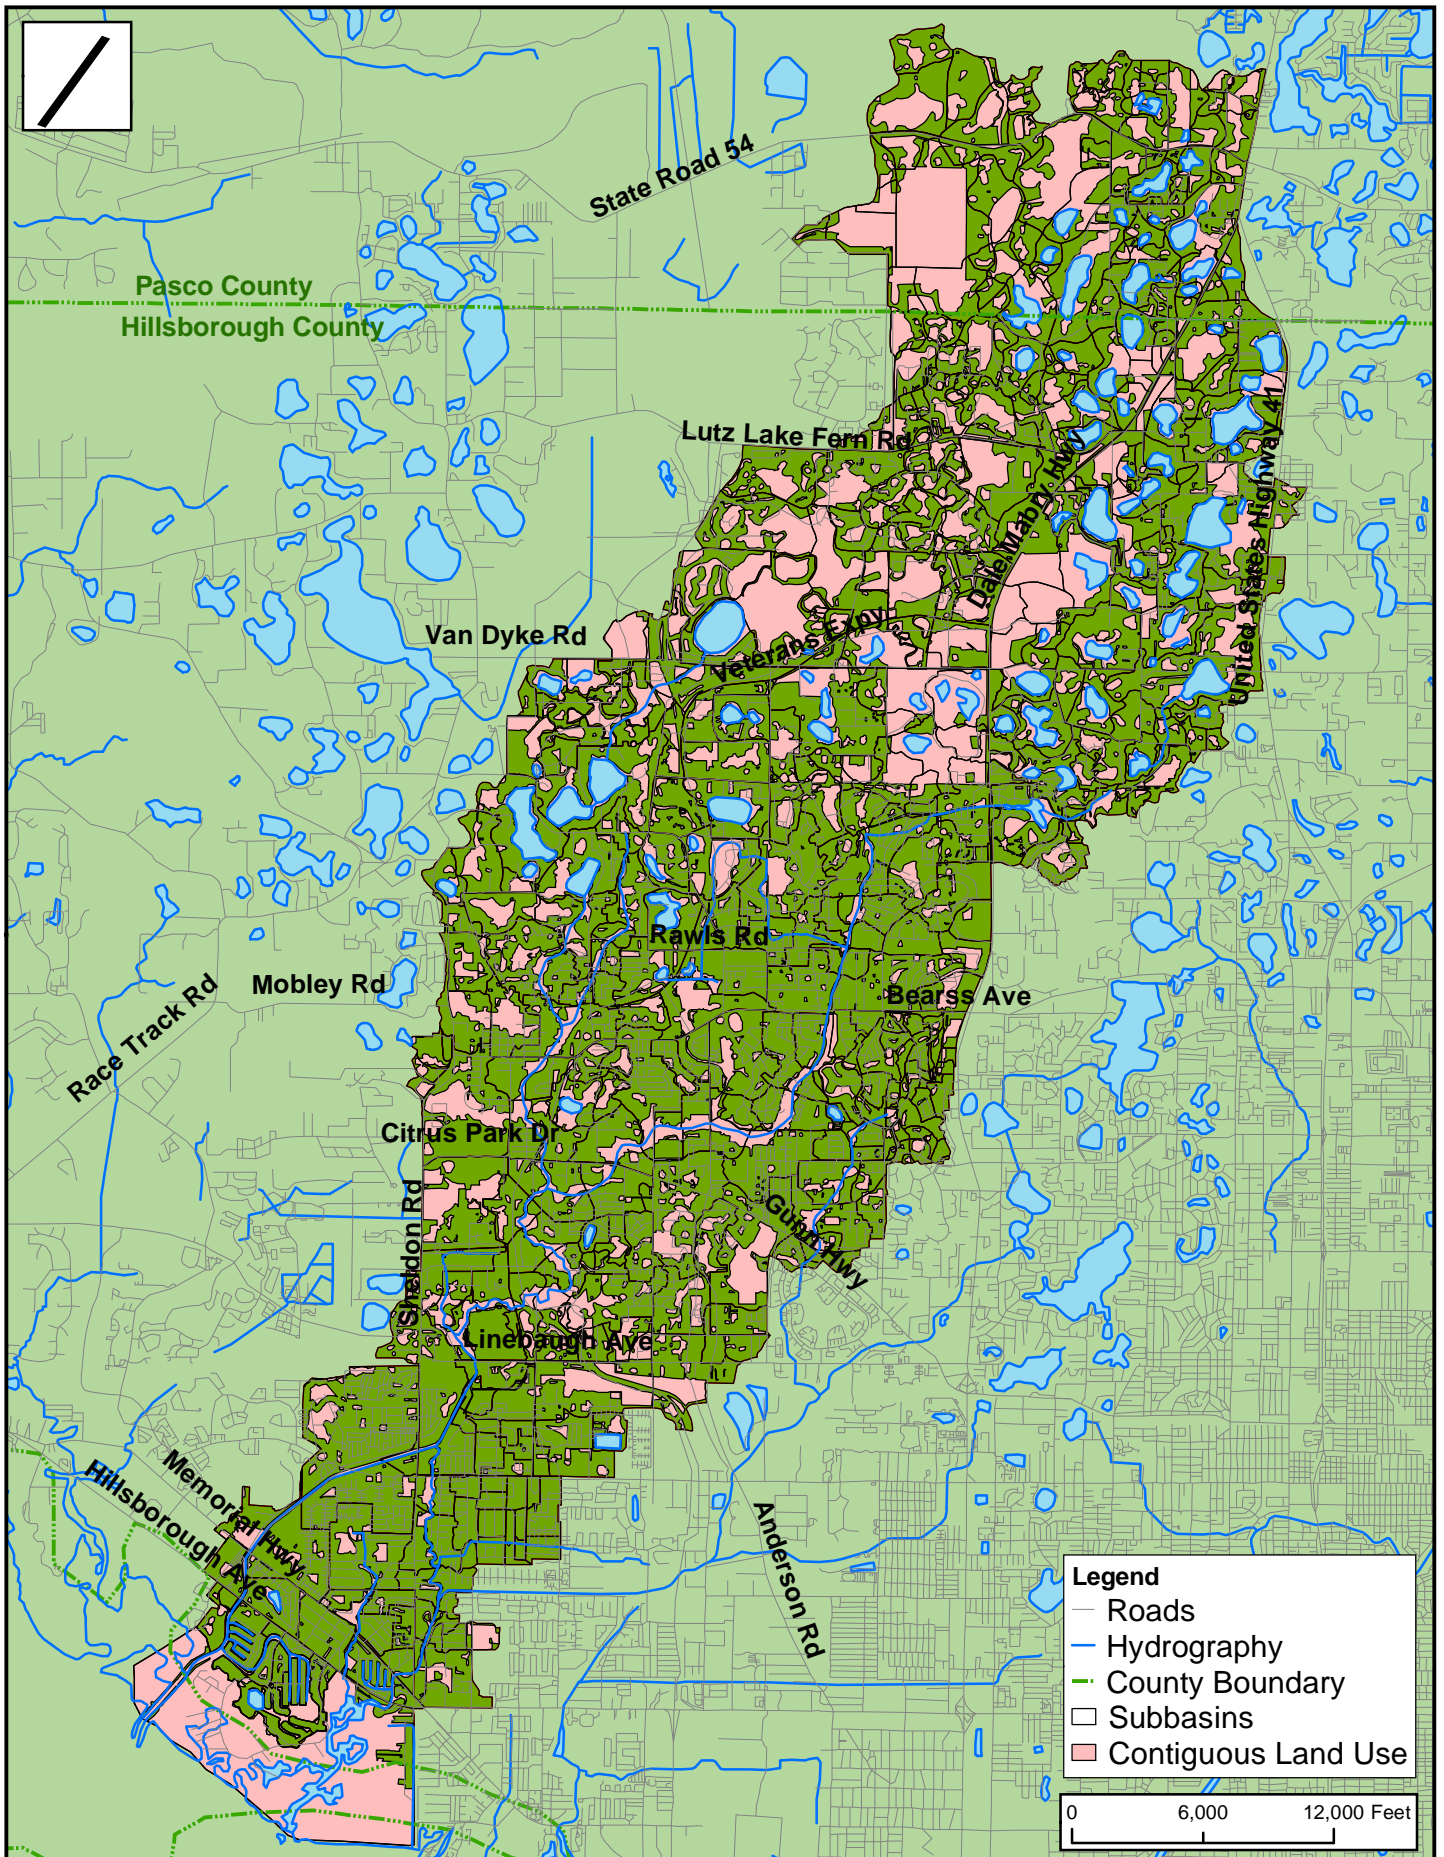 State Road 54
Pasco County
Hillsborough County
Lutz Lake Fern Rd
Dale Mabry Hwy
United States Highway 41
Van Dyke Rd
Veterans Expy
Rawls Rd
Mobley Rd
Bearss Ave
Race Track Rd
Citrus Park Dr
Sheldon Rd
Gunn Hwy
Linebaugh Ave
Memorial Hwy
Hillsborough Ave
Anderson Rd
Legend
Roads
Hydrography
County Boundary
Subbasins
Contiguous Land Use
0 6,000 12,000 Feet